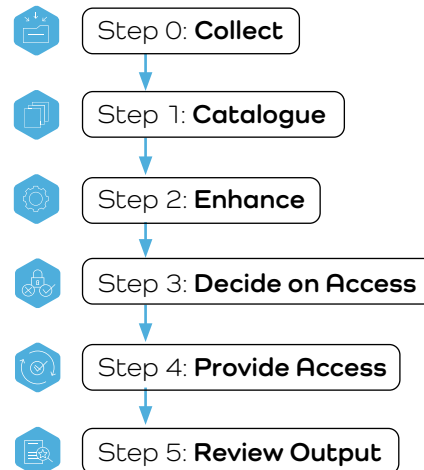 Step 0: Collect
Step 1: Catalogue
Step 2: Enhance
Step 3: Decide on Access
Step 4: Provide Access
Step 5: Review Output